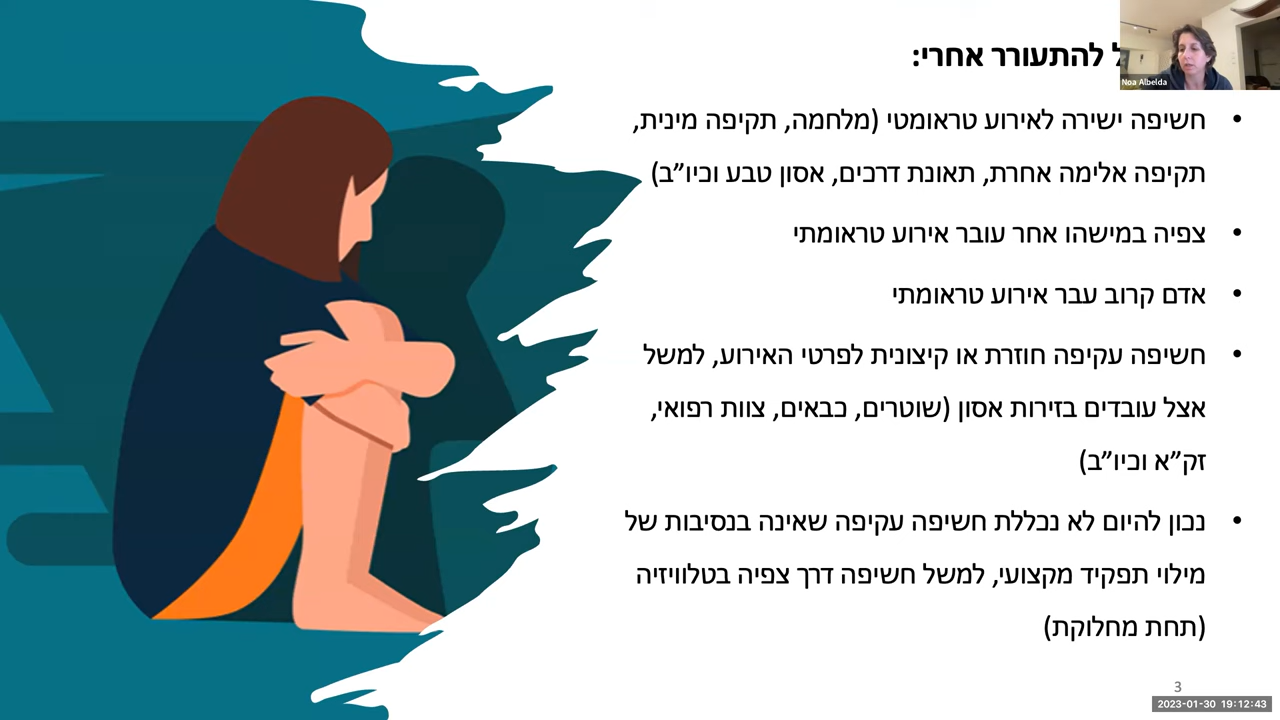 להתעורר אחרי:
Noa Albelda
• חשיפה ישירה לאירוע טראומטי (מלחמה, תקיפה מינית,
תקיפה אלימה אחרת, תאונת דרכים, אסון טבע וכיו״ב)
• צפיה במישהו אחר עובר אירוע טראומתי
• אדם קרוב עבר אירוע טראומתי
• חשיפה עקיפה חוזרת או קיצונית לפרטי האירוע, למשל
אצל עובדים בזירות אסון (שוטרים, כבאים, צוות רפואי,
זק״א וכיו״ב)
• נכון להיום לא נכללת חשיפה עקיפה שאינה בנסיבות של
מילוי תפקיד מקצועי, למשל חשיפה דרך צפיה בטלוויזיה
(תחת מחלוקת)
3
2023-01-30 19:12:43